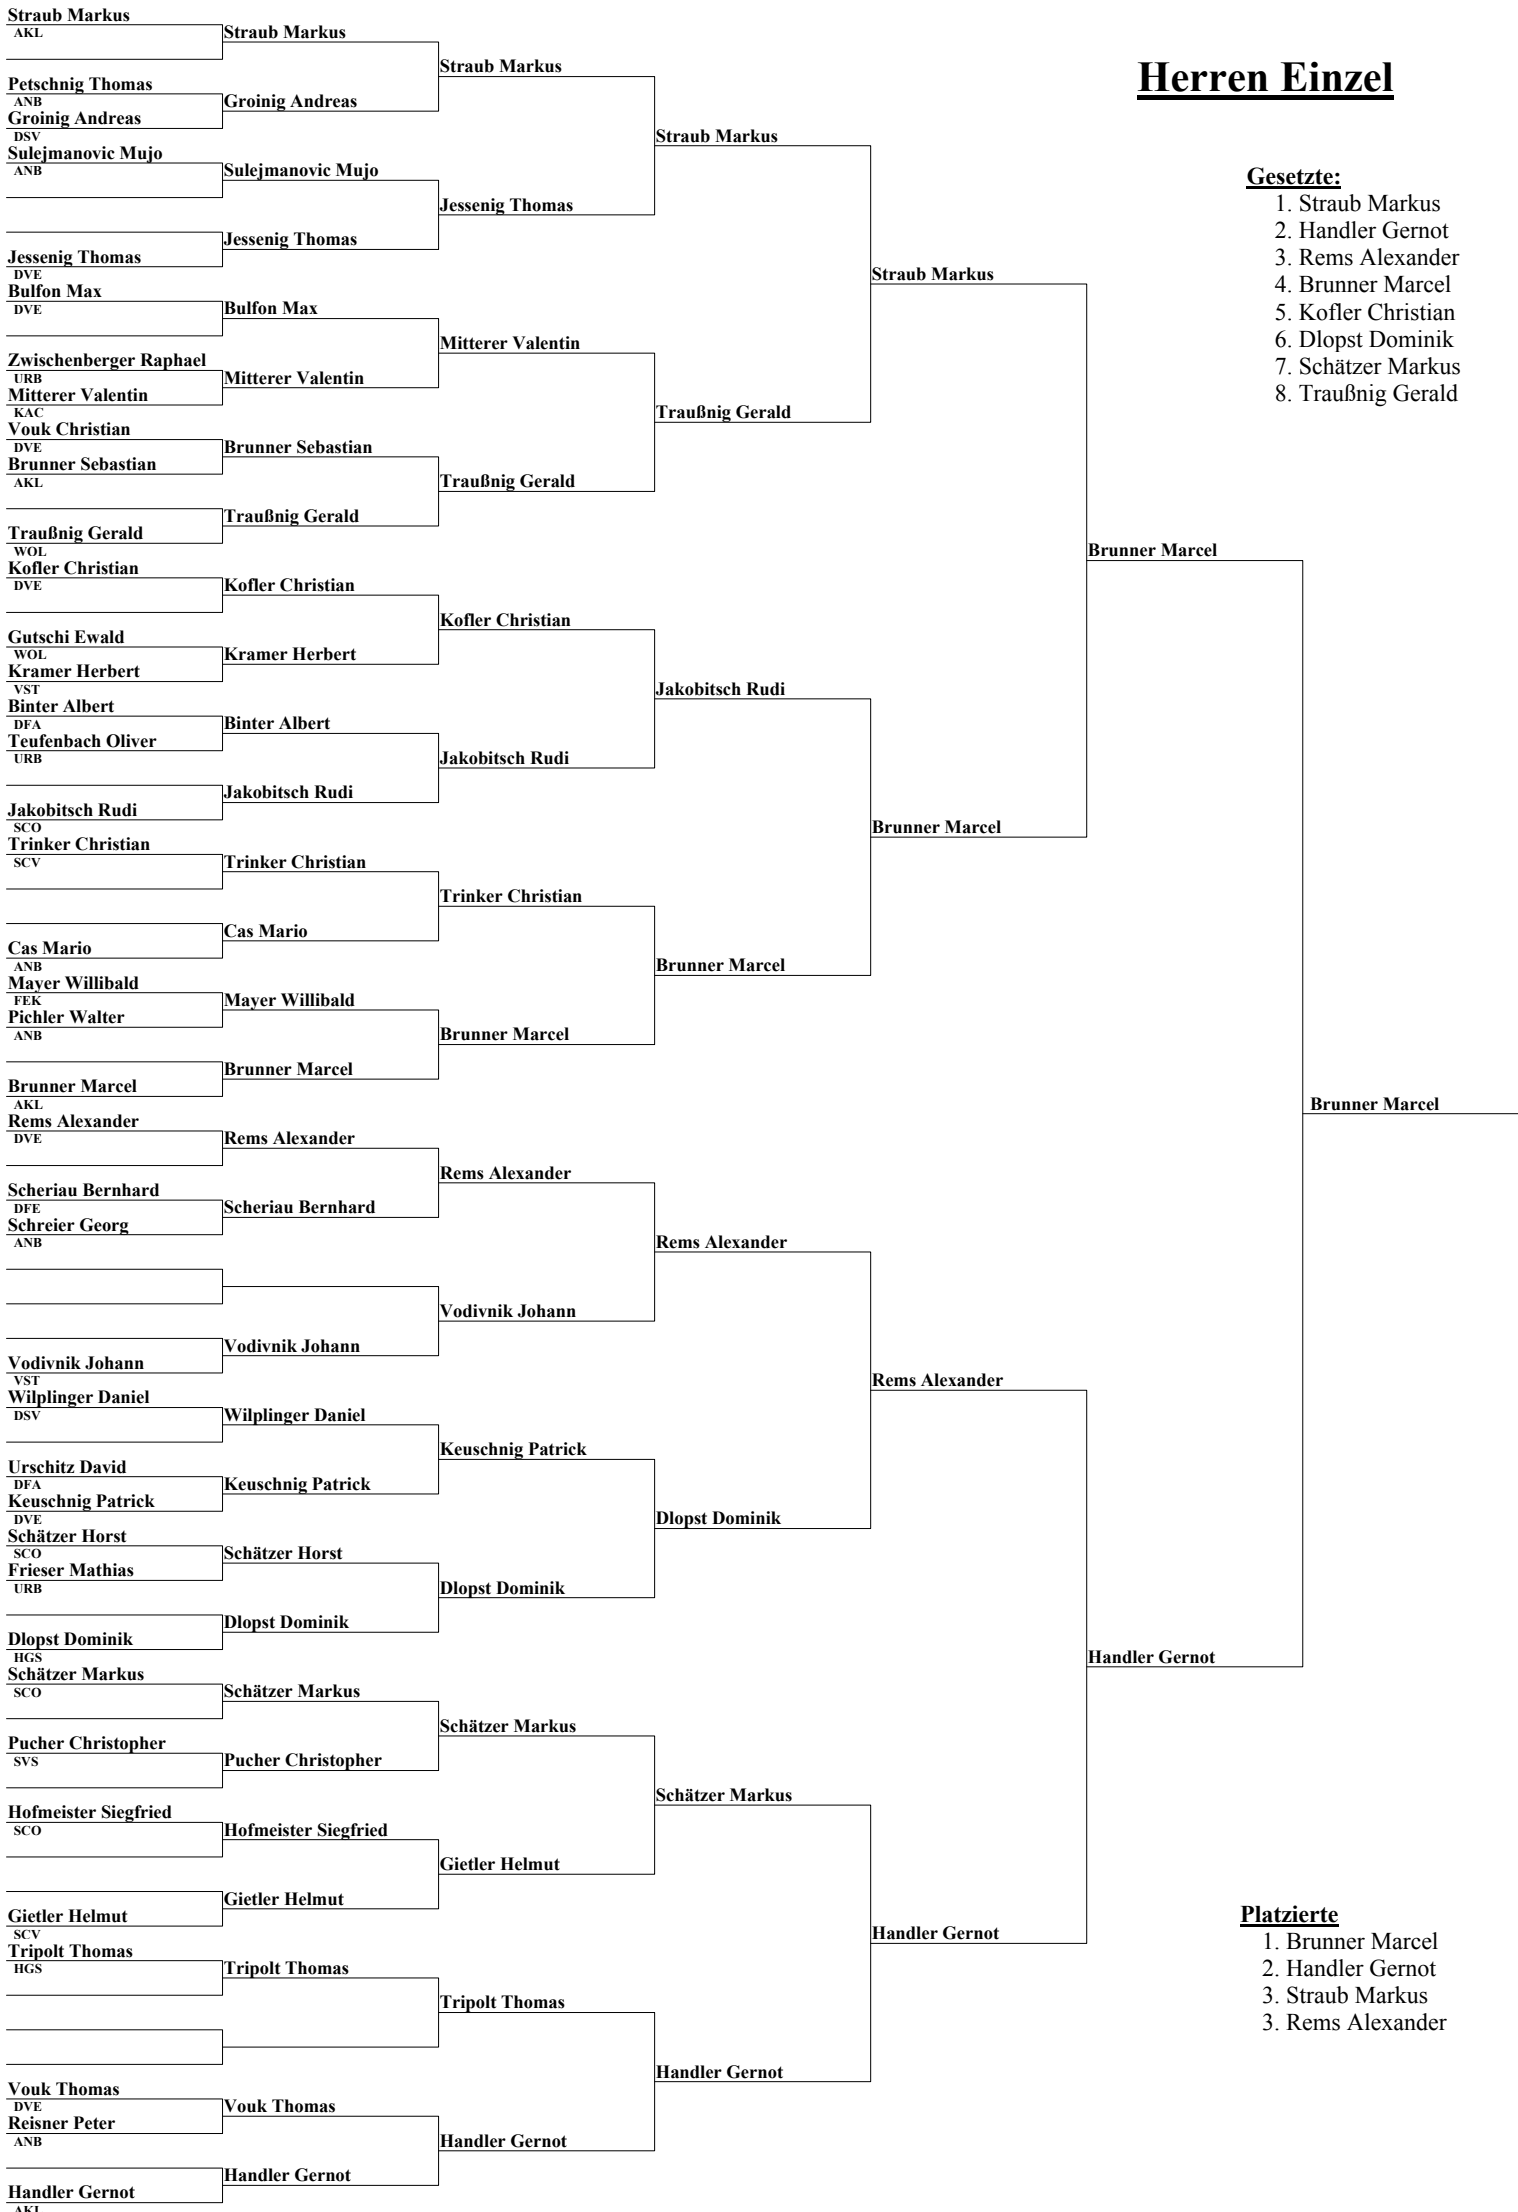 Herren Einzel
Gesetzte:
1. Straub Markus
2. Handler Gernot
3. Rems Alexander
4. Brunner Marcel
5. Kofler Christian
6. Dlopst Dominik
7. Schätzer Markus
8. Traußnig Gerald
Straub Markus
AKL
Petschnig Thomas
ANB
Groinig Andreas
DSV
Sulejmanovic Mujo
ANB
Jessenig Thomas
DVE
Bulfon Max
DVE
Zwischenberger Raphael
URB
Mitterer Valentin
KAC
Vouk Christian
DVE
Brunner Sebastian
AKL
Traußnig Gerald
WOL
Kofler Christian
DVE
Gutschi Ewald
WOL
Kramer Herbert
VST
Binter Albert
DFA
Teufenbach Oliver
URB
Jakobitsch Rudi
SCO
Trinker Christian
SCV
Cas Mario
ANB
Mayer Willibald
FEK
Pichler Walter
ANB
Brunner Marcel
AKL
Rems Alexander
DVE
Scheriau Bernhard
DFE
Schreier Georg
ANB
Vodivnik Johann
VST
Wilplinger Daniel
DSV
Urschitz David
DFA
Keuschnig Patrick
DVE
Schätzer Horst
SCO
Frieser Mathias
URB
Dlopst Dominik
HGS
Schätzer Markus
SCO
Pucher Christopher
SVS
Hofmeister Siegfried
SCO
Gietler Helmut
SCV
Tripolt Thomas
HGS
Vouk Thomas
DVE
Reisner Peter
ANB
Handler Gernot
AKL
Straub Markus
Groinig Andreas
Sulejmanovic Mujo
Jessenig Thomas
Bulfon Max
Mitterer Valentin
Brunner Sebastian
Traußnig Gerald
Kofler Christian
Kramer Herbert
Binter Albert
Jakobitsch Rudi
Trinker Christian
Cas Mario
Mayer Willibald
Brunner Marcel
Rems Alexander
Scheriau Bernhard
Vodivnik Johann
Wilplinger Daniel
Keuschnig Patrick
Schätzer Horst
Dlopst Dominik
Schätzer Markus
Pucher Christopher
Hofmeister Siegfried
Gietler Helmut
Tripolt Thomas
Vouk Thomas
Handler Gernot
Straub Markus
Jessenig Thomas
Mitterer Valentin
Traußnig Gerald
Kofler Christian
Jakobitsch Rudi
Trinker Christian
Brunner Marcel
Rems Alexander
Vodivnik Johann
Keuschnig Patrick
Dlopst Dominik
Schätzer Markus
Gietler Helmut
Tripolt Thomas
Handler Gernot
Straub Markus
Traußnig Gerald
Jakobitsch Rudi
Brunner Marcel
Rems Alexander
Dlopst Dominik
Schätzer Markus
Handler Gernot
Straub Markus
Brunner Marcel
Rems Alexander
Handler Gernot
Brunner Marcel
Handler Gernot
Brunner Marcel
Platzierte
1. Brunner Marcel
2. Handler Gernot
3. Straub Markus
3. Rems Alexander